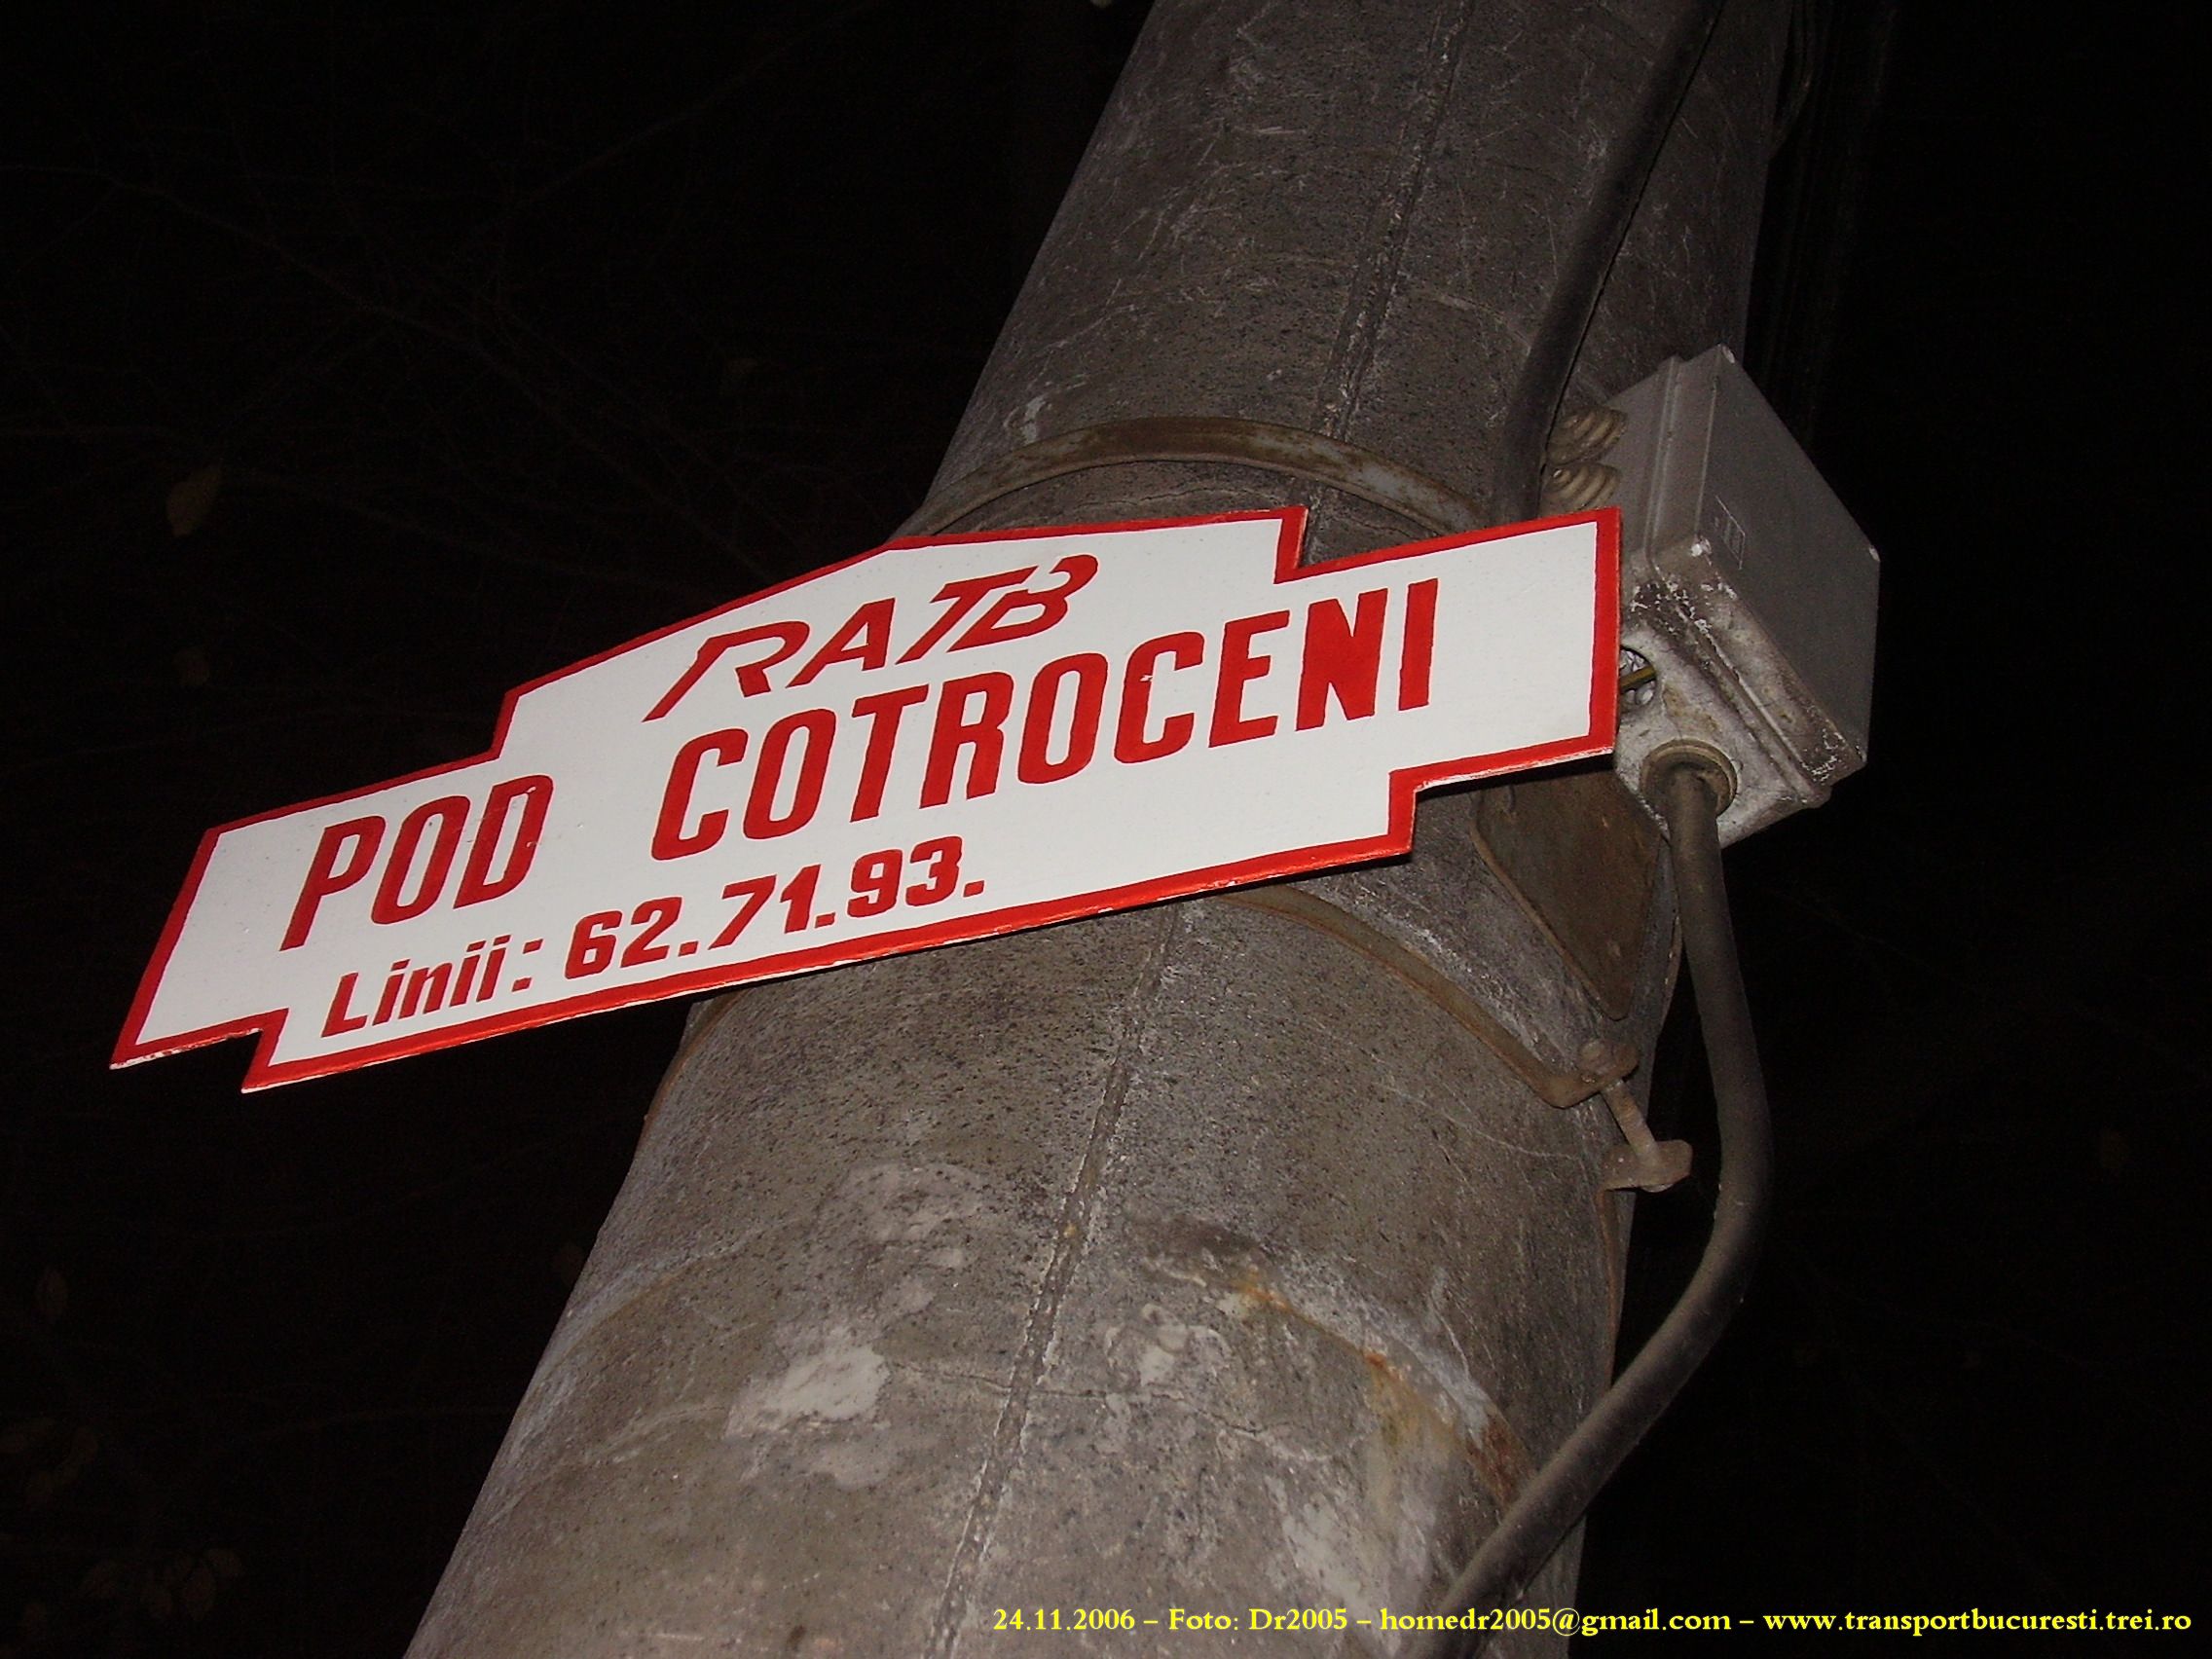 RATB
POD COTROCENI
Linii: 62.71.93.
24.11.2006 – Foto: Dr2005 – homedr2005@gmail.com – www.transportbucuresti.trei.ro